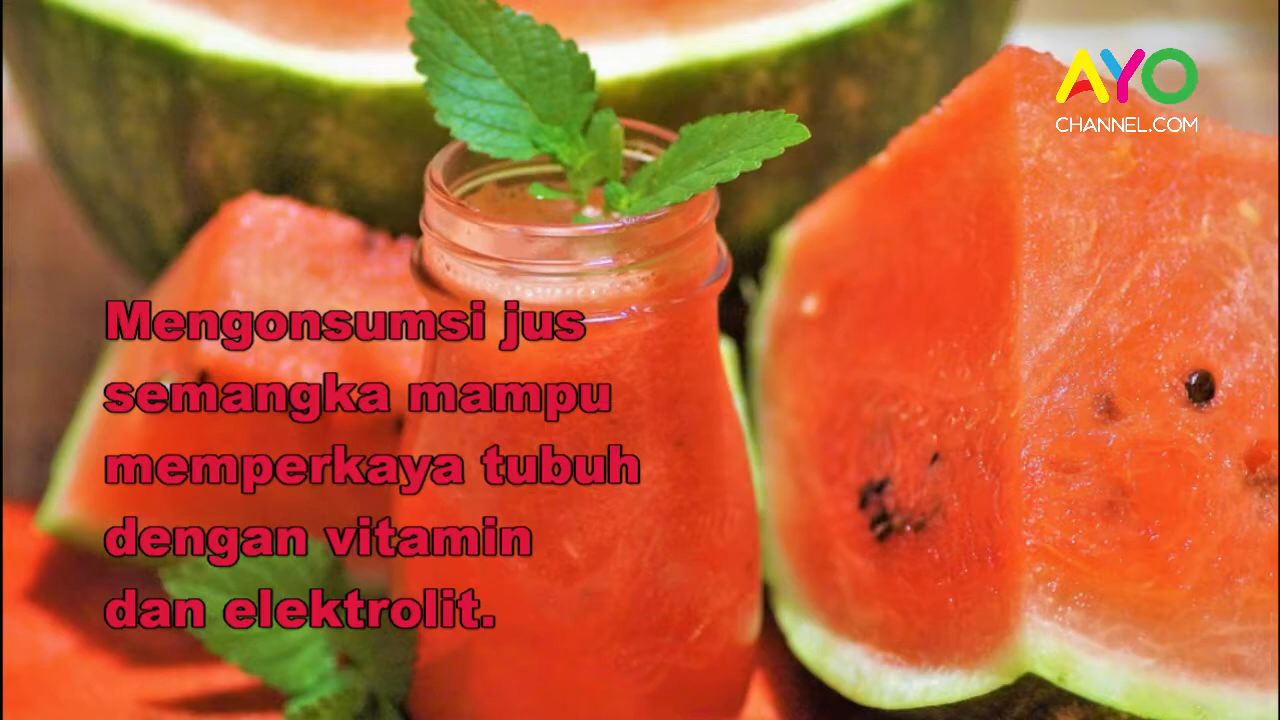 AYO
CHANNEL.COM
Mengonsumsi jus
semangka mampu
memperkaya tubuh
dengan vitamin
dan elektrolit.